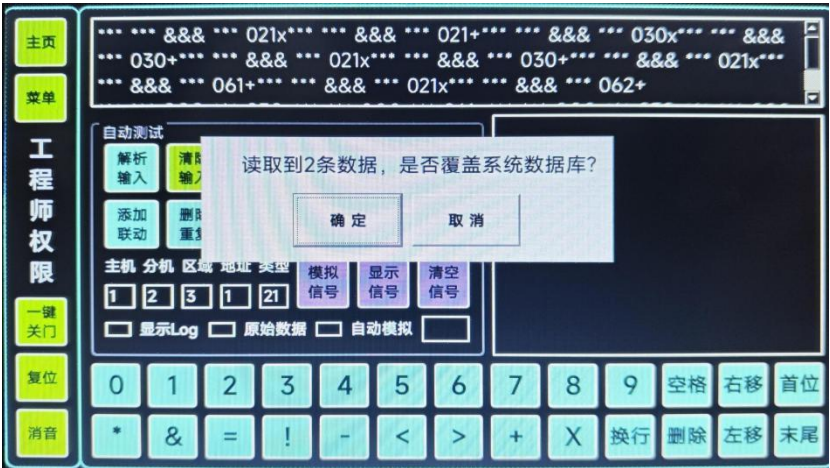 主页
菜单
工程师权限
一键关门
复位
消音
*** *** &&& *** 021x*** *** &&& *** 021+*** *** &&& *** 030x*** *** &&&
*** 030+*** *** &&& *** 021x*** *** &&& *** 030+*** *** &&& *** 021x***
*** &&& *** 061+*** *** &&& *** 021x*** *** &&& *** 062+
自动测试
解析输入
添加联动
读取到2条数据，是否覆盖系统数据库？
确定 取消
主机 分机 区域 地址 类型
1 2 3 1 21
模拟信号 显示信号 清空信号
显示Log 原始数据 自动模拟
0 1 2 3 4 5 6 7 8 9 空格 右移 首位
* & = ! - < > + X 换行 删除 左移 末尾